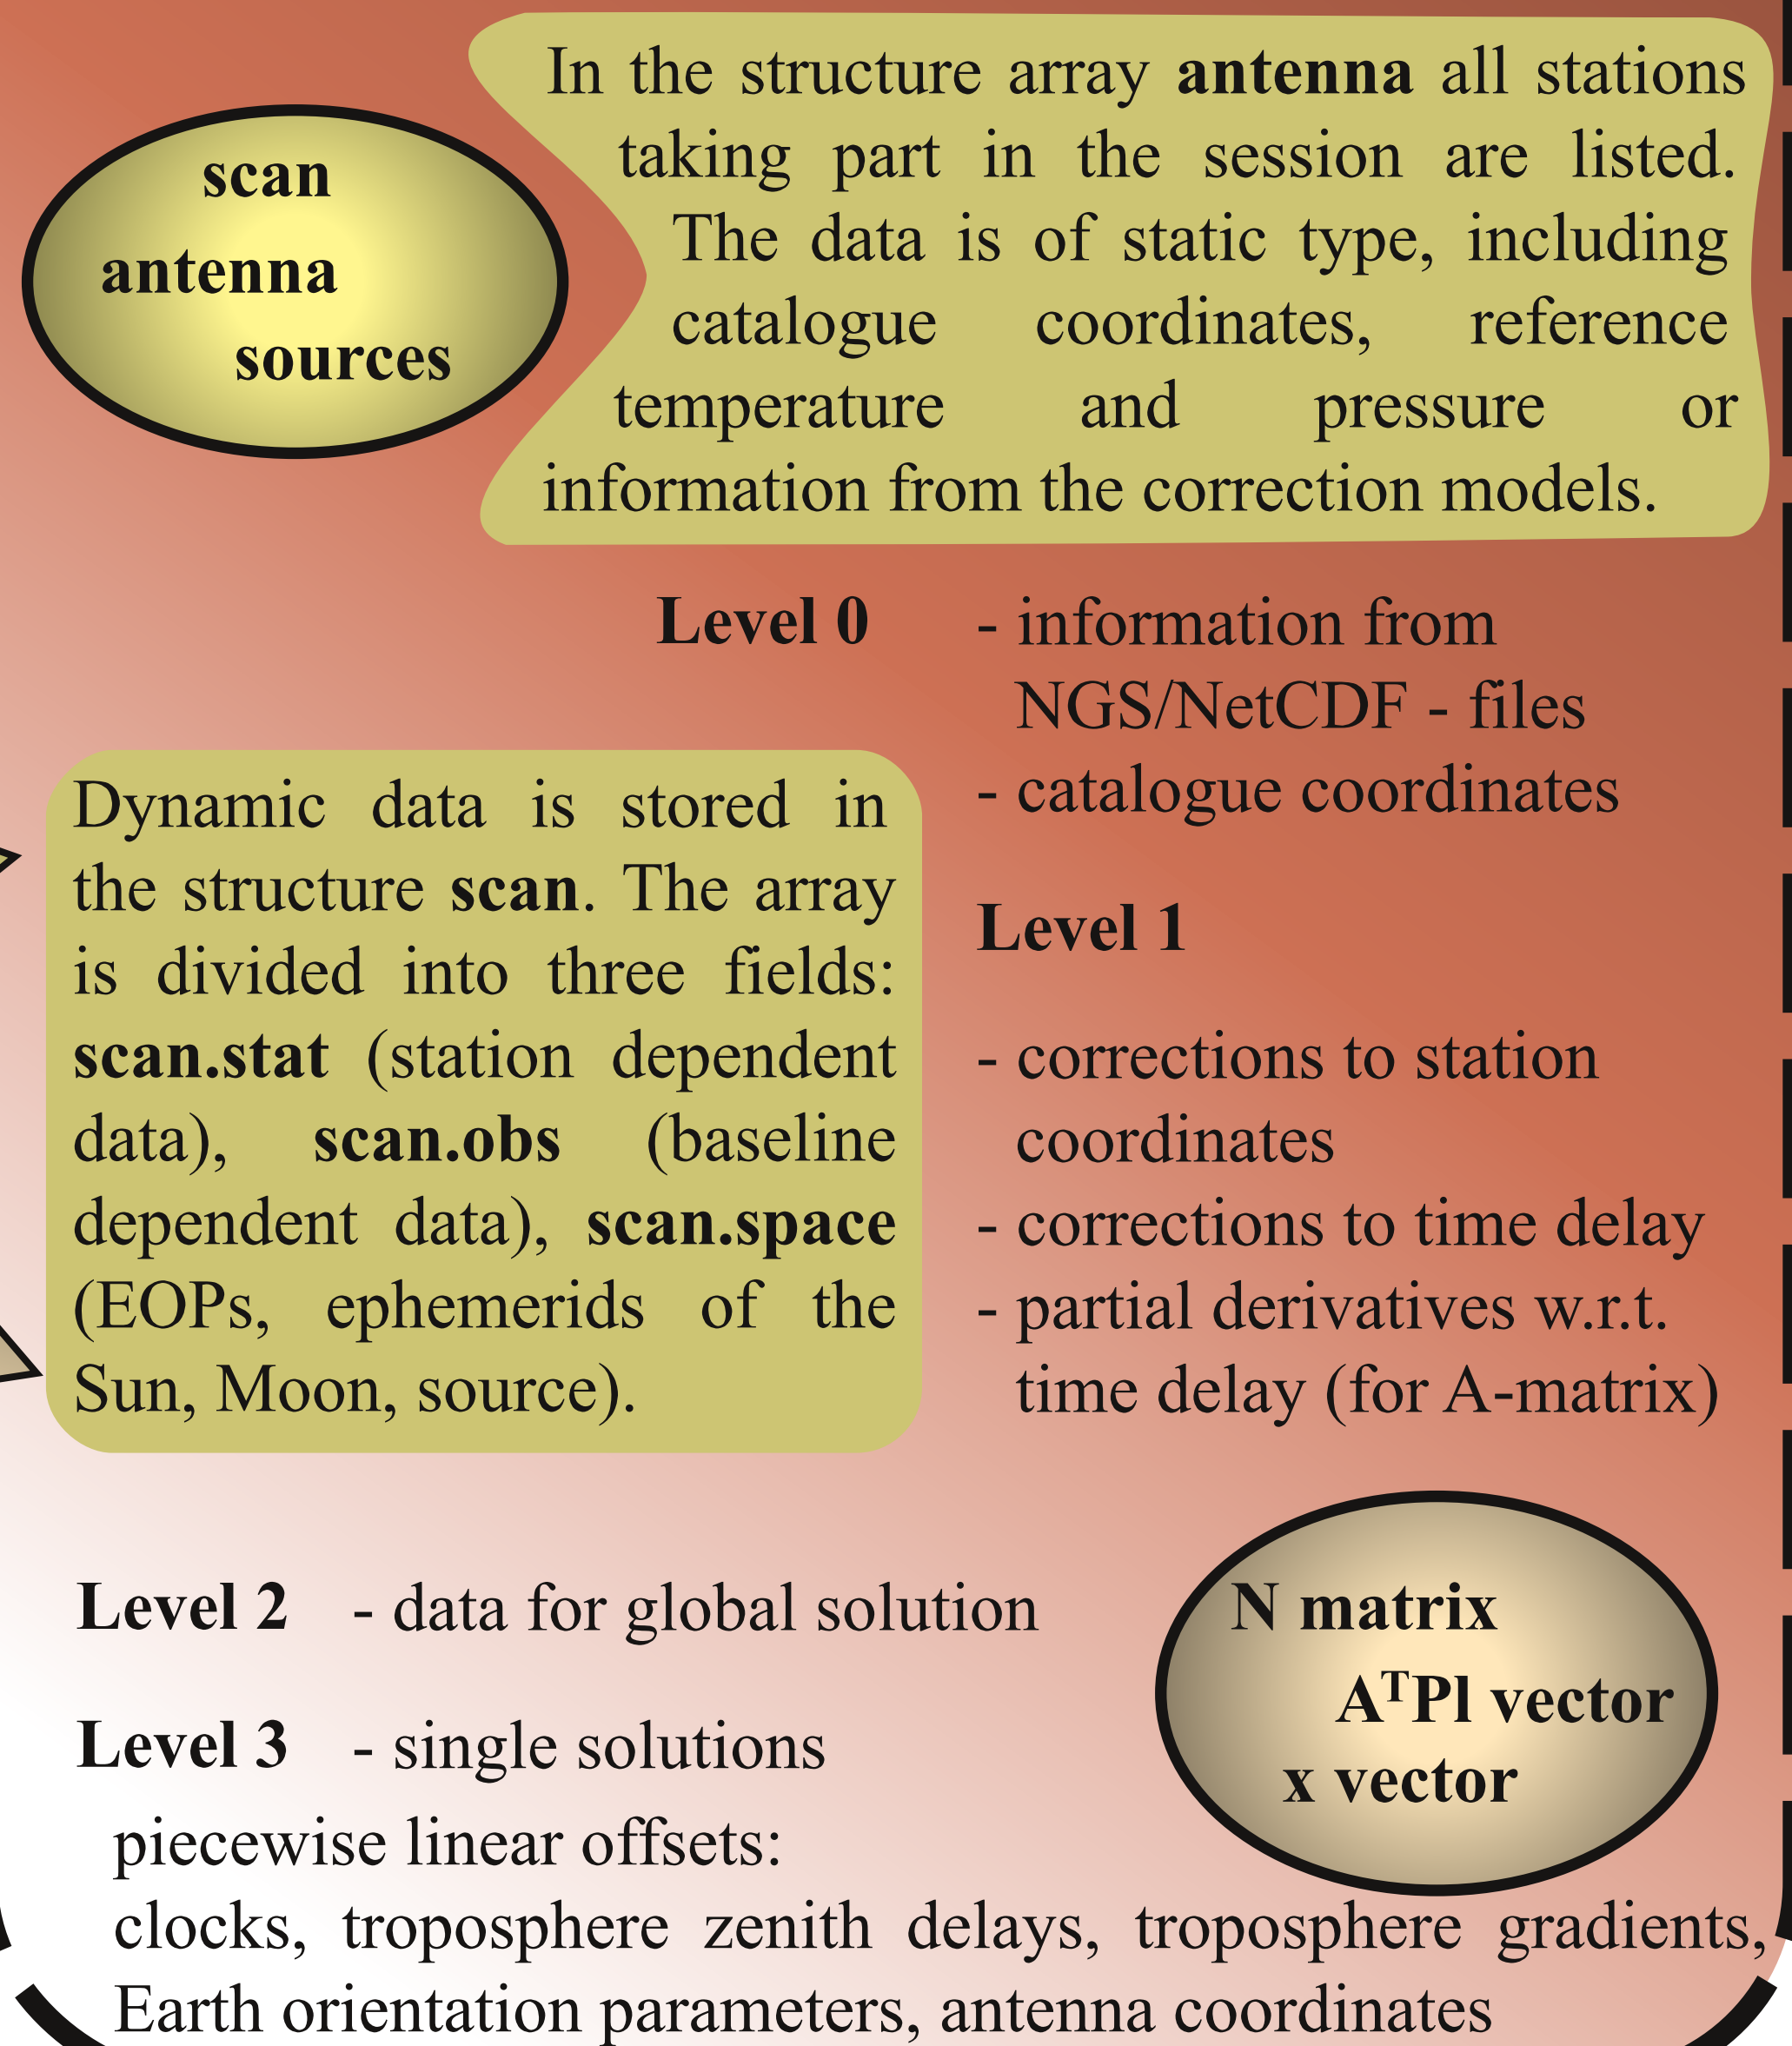 scan
antenna
sources
In the structure array antenna all stations
taking part in the session are listed.
The data is of static type, including
catalogue coordinates, reference
temperature and pressure or
information from the correction models.
Level 0 - information from
NGS/NetCDF - files
- catalogue coordinates
Dynamic data is stored in
the structure scan. The array
is divided into three fields:
scan.stat (station dependent
data), scan.obs (baseline
dependent data), scan.space
(EOPs, ephemerids of the
Sun, Moon, source).
Level 1
- corrections to station
coordinates
- corrections to time delay
- partial derivatives w.r.t.
time delay (for A-matrix)
Level 2 - data for global solution
N matrix
AᵀPl vector
x vector
Level 3 - single solutions
piecewise linear offsets:
clocks, troposphere zenith delays, troposphere gradients,
Earth orientation parameters, antenna coordinates